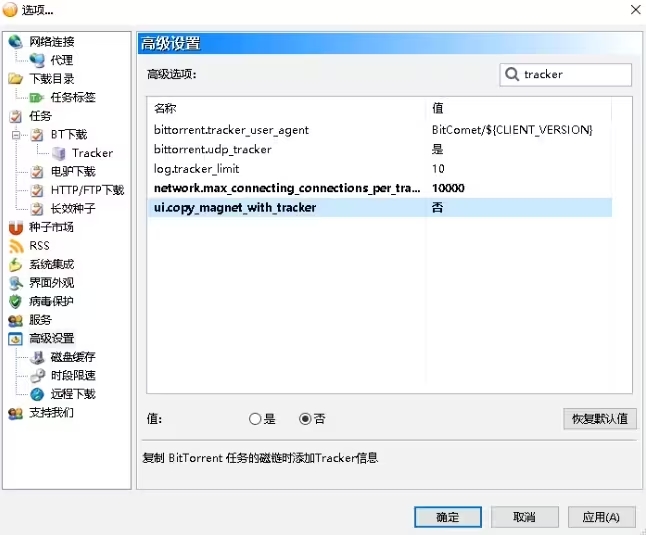 选项...
网络连接
代理
下载目录
任务标签
任务
BT下载
Tracker
电驴下载
HTTP/FTP下载
长效种子
种子市场
RSS
系统集成
界面外观
病毒保护
服务
高级设置
磁盘缓存
时段限速
远程下载
支持我们
高级设置
高级选项:
tracker
名称 值
bittorrent.tracker_user_agent BitComet/${CLIENT_VERSION}
bittorrent.udp_tracker 是
log.tracker_limit 10
network.max_connecting_connections_per_tra... 10000
ui.copy_magnet_with_tracker 否
值: 是 否 恢复默认值
复制 BitTorrent 任务的磁链时添加Tracker信息
确定 取消 应用(A)